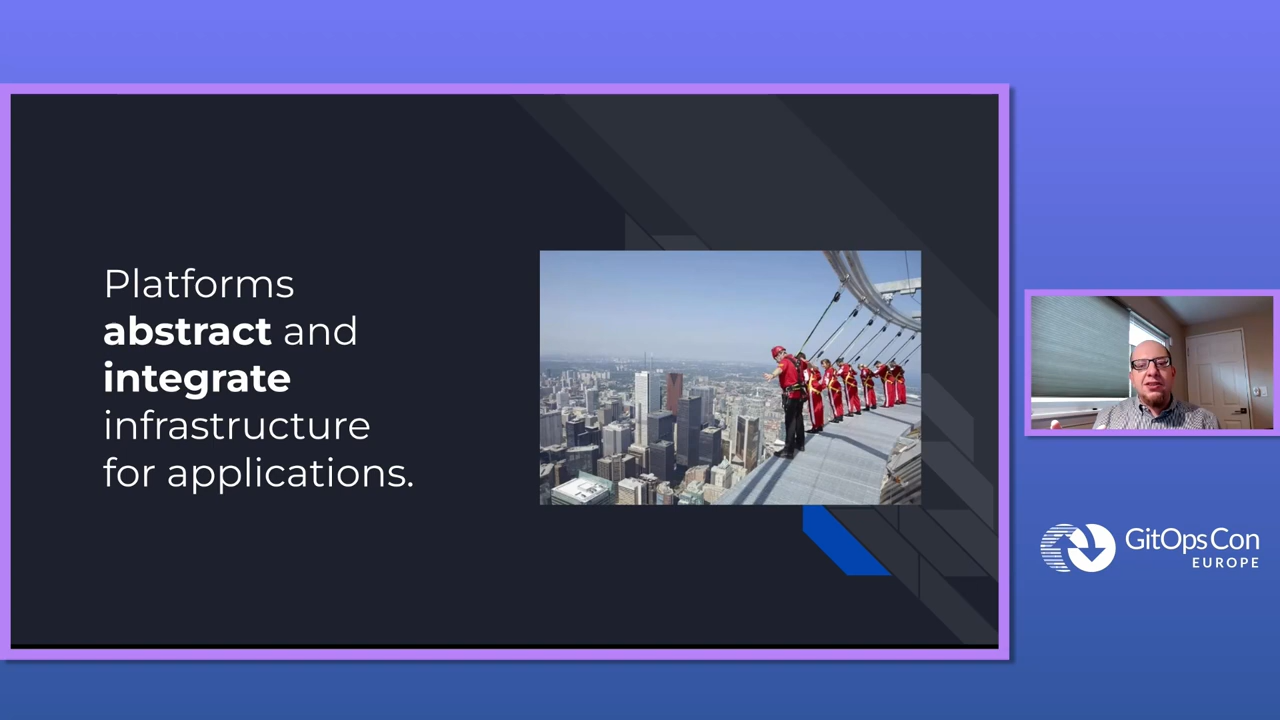 Platforms
abstract and
integrate
infrastructure
for applications.
GitOpsCon
EUROPE